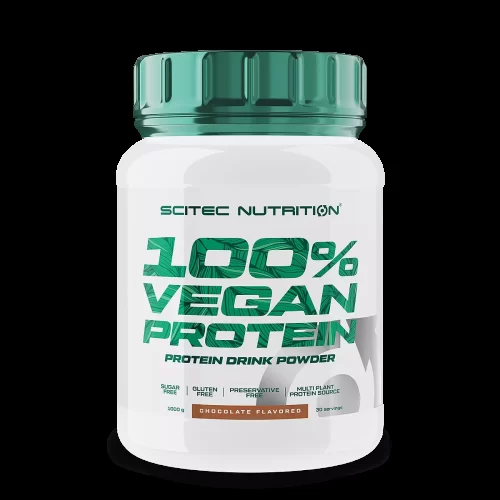 SCITEC NUTRITION®
100%
VEGAN
PROTEIN
PROTEIN DRINK POWDER
SUGAR FREE | GLUTEN FREE | PRESERVATIVE FREE | MULTI PLANT PROTEIN SOURCE
1000 g CHOCOLATE FLAVORED 30 servings